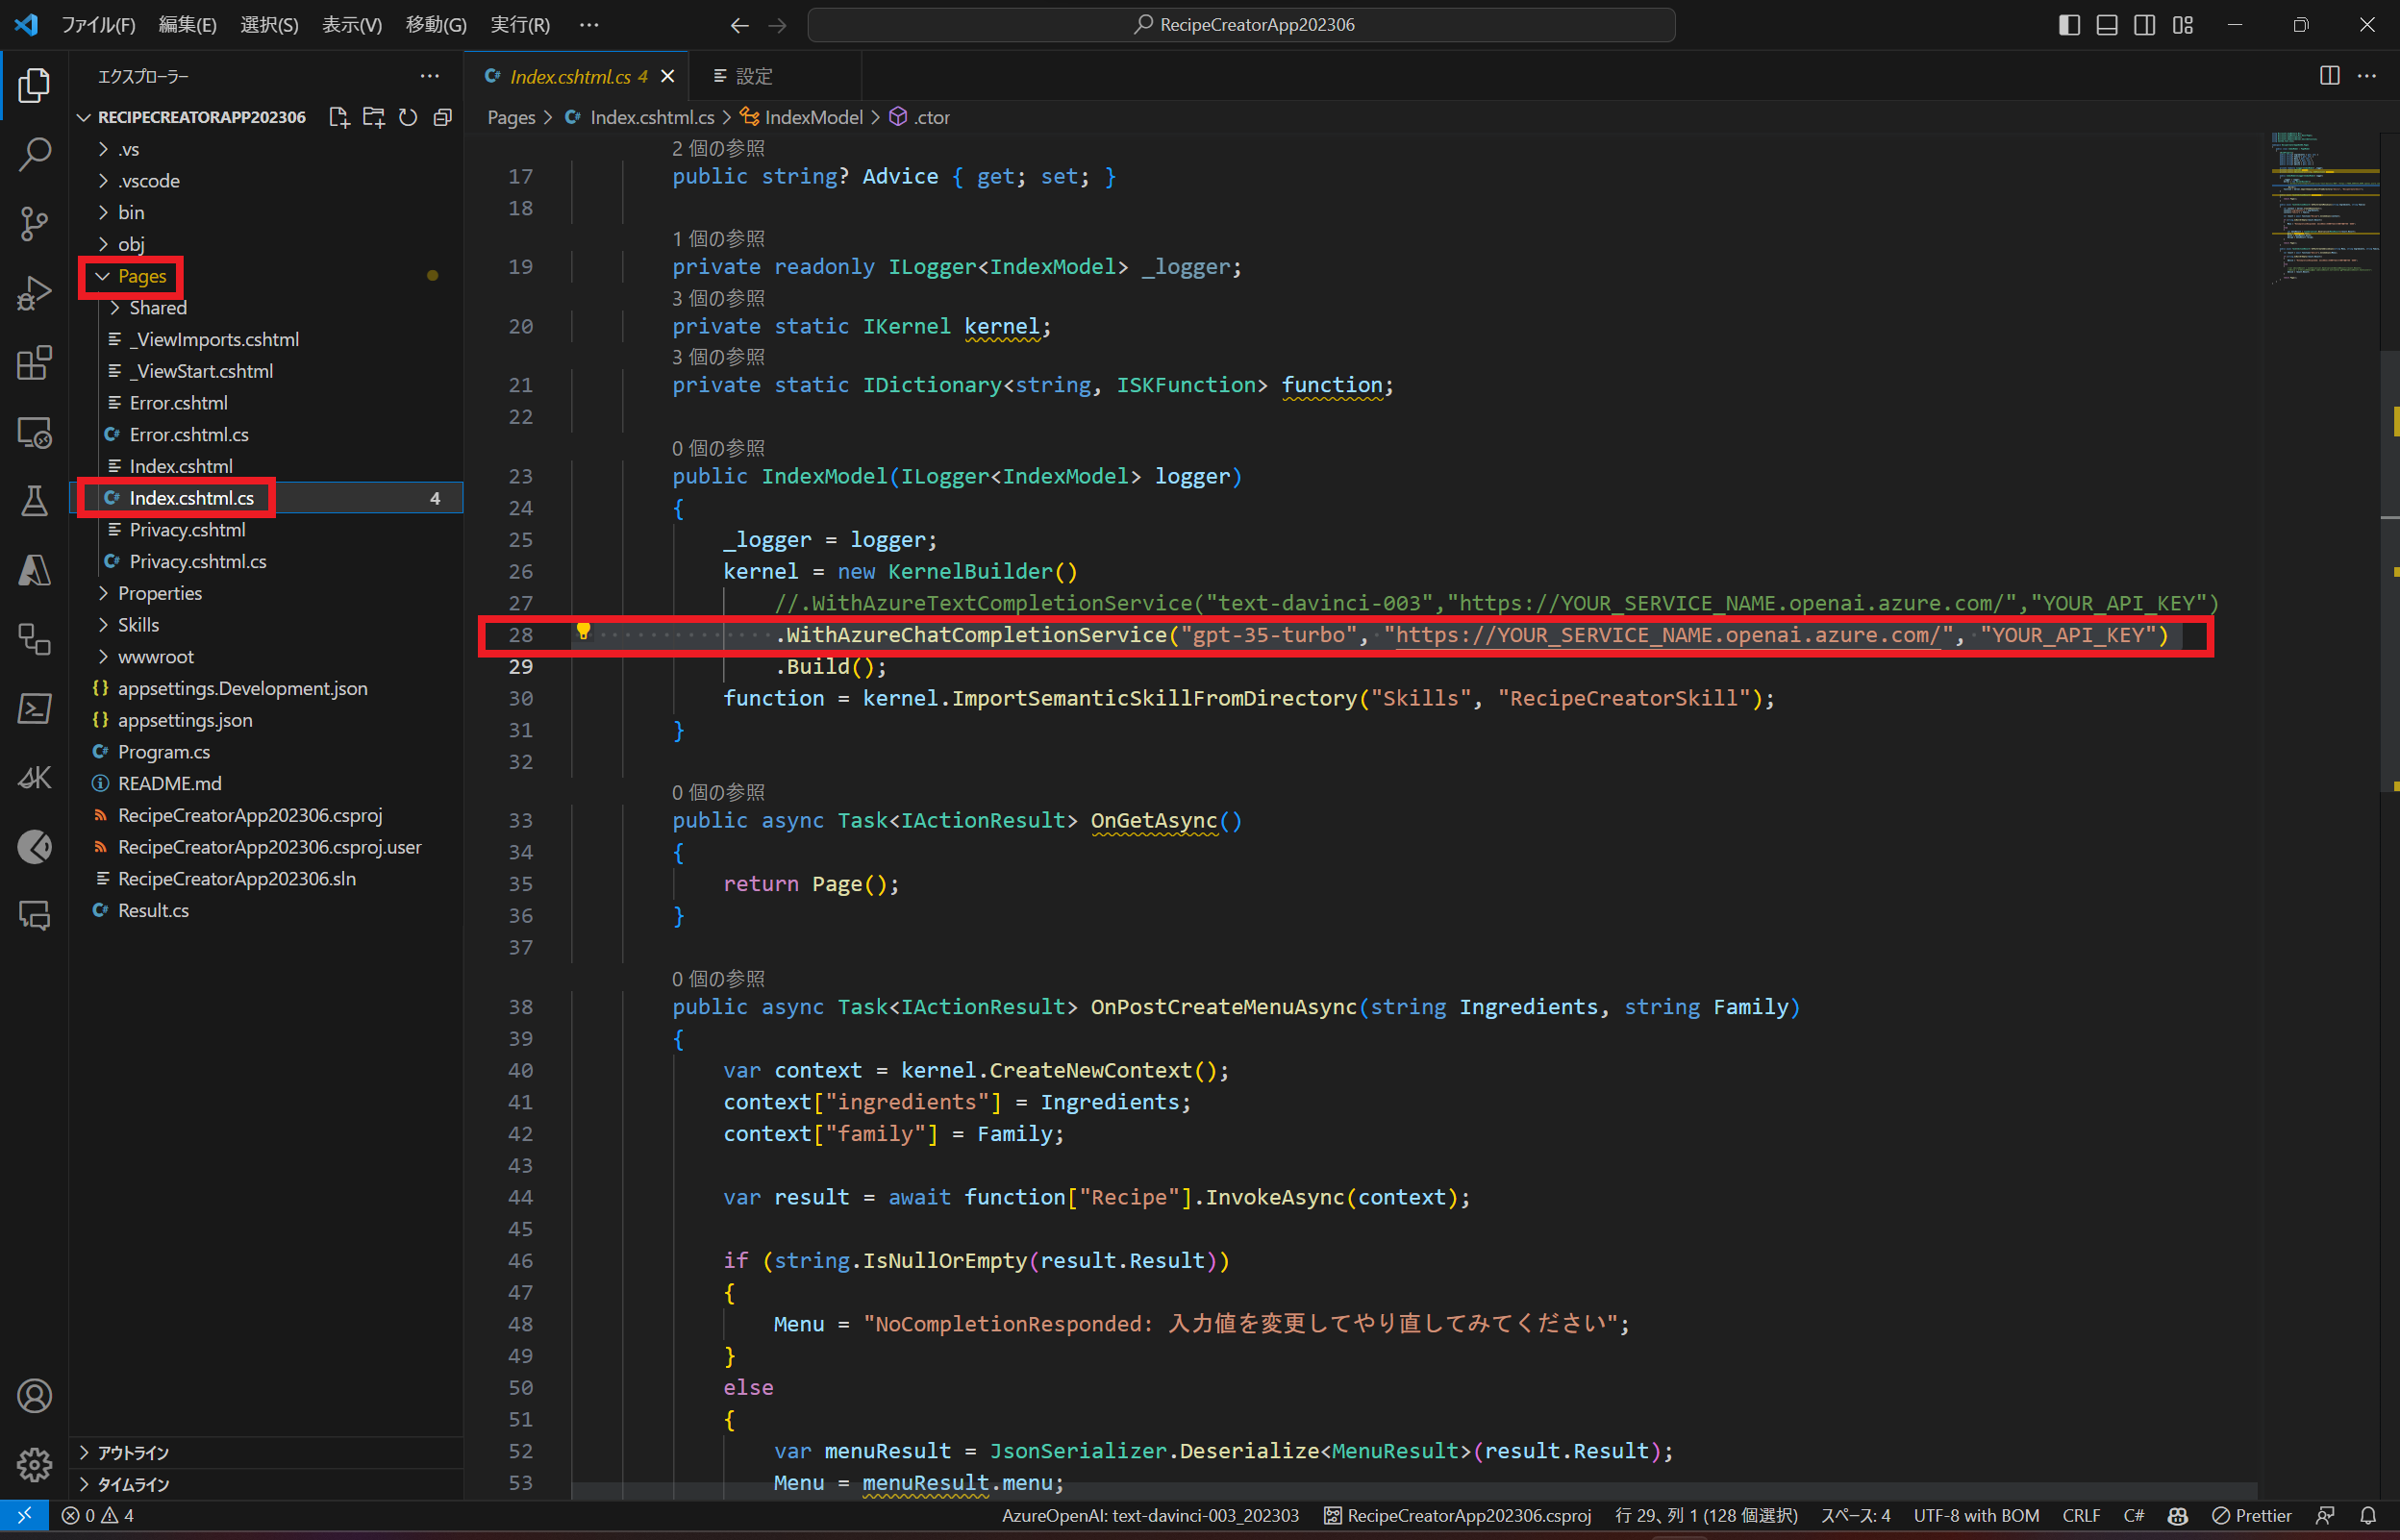 ファイル(F) 編集(E) 選択(S) 表示(V) 移動(G) 実行(R) ···
RecipeCreatorApp202306
エクスプローラー
RECIPECREATORAPP202306
.vs
.vscode
bin
obj
Pages
Shared
_ViewImports.cshtml
_ViewStart.cshtml
Error.cshtml
Error.cshtml.cs
Index.cshtml
Index.cshtml.cs 4
Privacy.cshtml
Privacy.cshtml.cs
Properties
Skills
wwwroot
appsettings.Development.json
appsettings.json
Program.cs
README.md
RecipeCreatorApp202306.csproj
RecipeCreatorApp202306.csproj.user
RecipeCreatorApp202306.sln
Result.cs
アウトライン
タイムライン
Index.cshtml.cs 4 設定
Pages > Index.cshtml.cs > IndexModel > .ctor
2 個の参照
17 public string? Advice { get; set; }
18
1 個の参照
19 private readonly ILogger<IndexModel> _logger;
3 個の参照
20 private static IKernel kernel;
3 個の参照
21 private static IDictionary<string, ISKFunction> function;
22
0 個の参照
23 public IndexModel(ILogger<IndexModel> logger)
24 {
25 _logger = logger;
26 kernel = new KernelBuilder()
27 //.WithAzureTextCompletionService("text-davinci-003","https://YOUR_SERVICE_NAME.openai.azure.com/","YOUR_API_KEY")
28 .WithAzureChatCompletionService("gpt-35-turbo", "https://YOUR_SERVICE_NAME.openai.azure.com/", "YOUR_API_KEY")
29 .Build();
30 function = kernel.ImportSemanticSkillFromDirectory("Skills", "RecipeCreatorSkill");
31 }
32
0 個の参照
33 public async Task<IActionResult> OnGetAsync()
34 {
35 return Page();
36 }
37
0 個の参照
38 public async Task<IActionResult> OnPostCreateMenuAsync(string Ingredients, string Family)
39 {
40 var context = kernel.CreateNewContext();
41 context["ingredients"] = Ingredients;
42 context["family"] = Family;
43
44 var result = await function["Recipe"].InvokeAsync(context);
45
46 if (string.IsNullOrEmpty(result.Result))
47 {
48 Menu = "NoCompletionResponded: 入力値を変更してやり直してみてください";
49 }
50 else
51 {
52 var menuResult = JsonSerializer.Deserialize<MenuResult>(result.Result);
53 Menu = menuResult.menu;
0 4 AzureOpenAI: text-davinci-003_202303 RecipeCreatorApp202306.csproj 行 29、列 1 (128 個選択) スペース: 4 UTF-8 with BOM CRLF C# Prettier